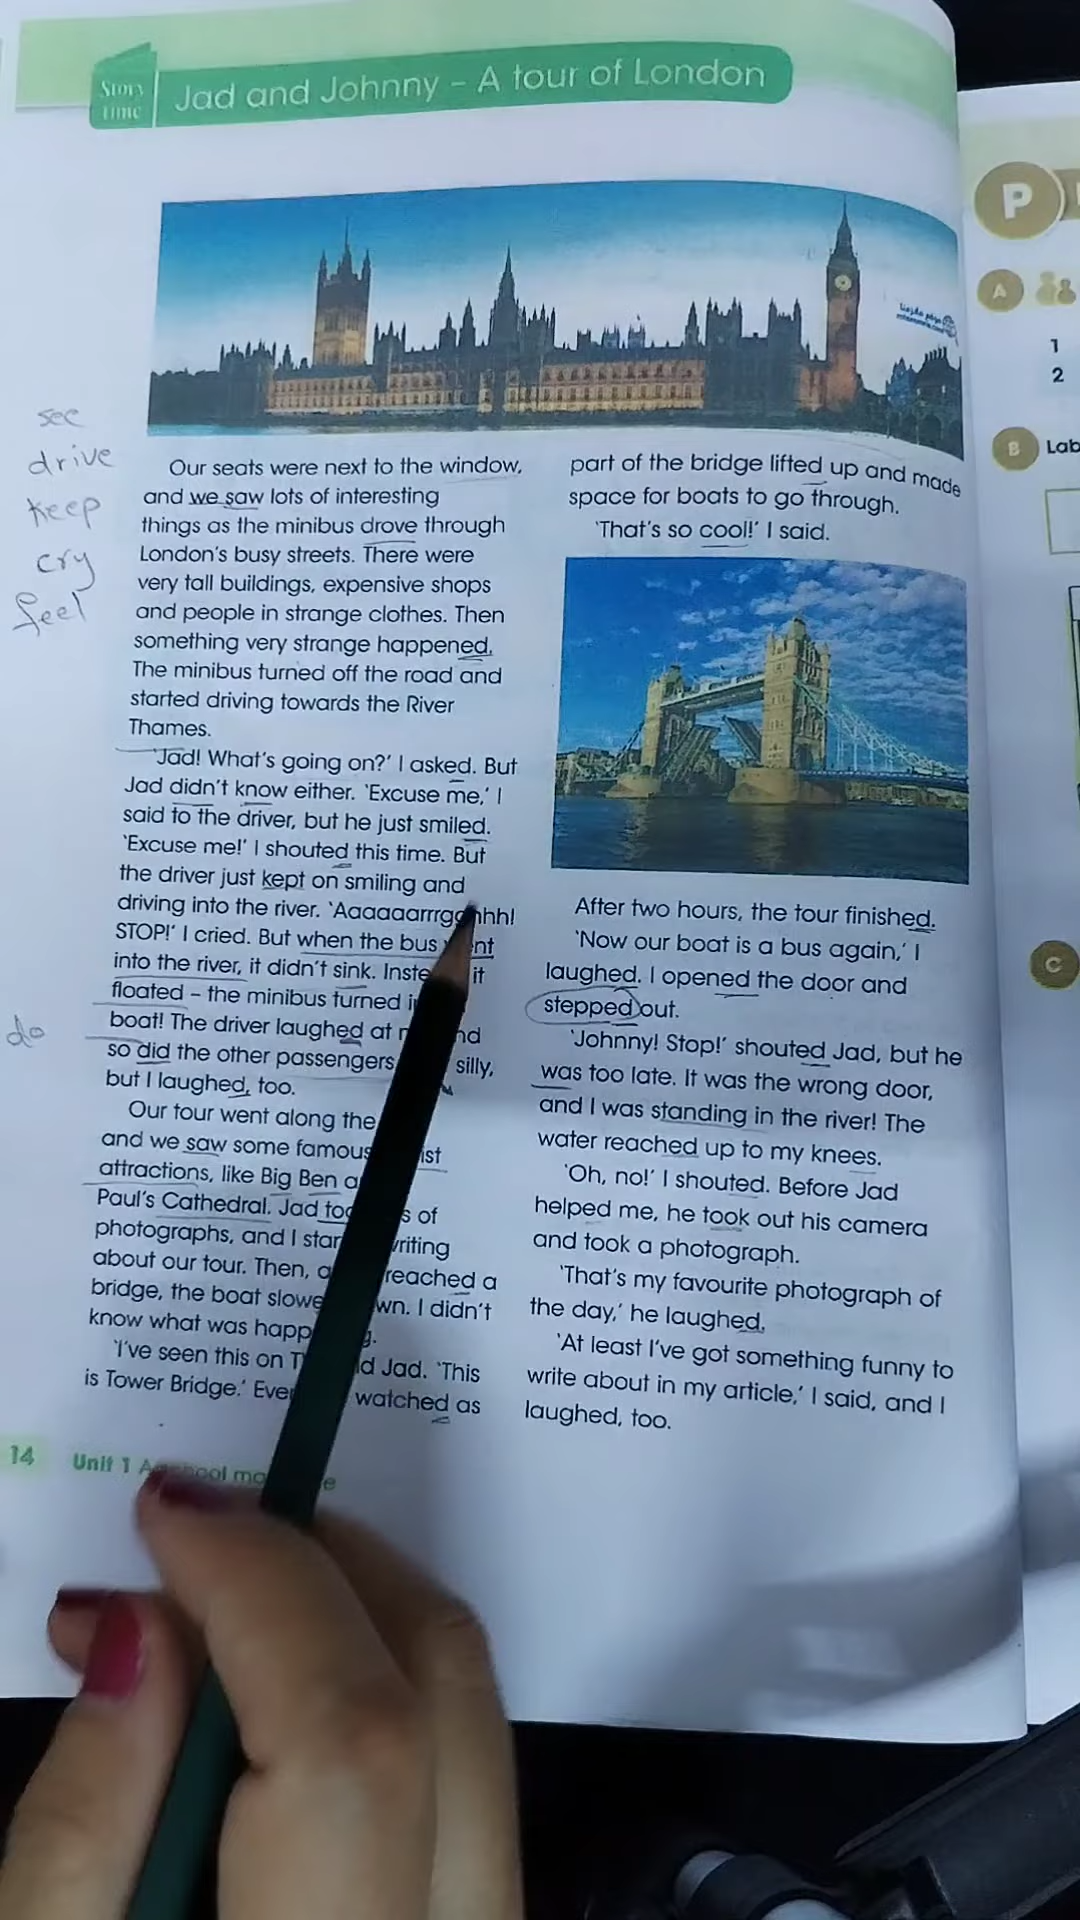 Story
time
Jad and Johnny – A tour of London
see
drive
keep
cry
feel
do
Our seats were next to the window,
and we saw lots of interesting
things as the minibus drove through
London's busy streets. There were
very tall buildings, expensive shops
and people in strange clothes. Then
something very strange happened.
The minibus turned off the road and
started driving towards the River
Thames.
'Jad! What's going on?' I asked. But
Jad didn't know either. 'Excuse me,' I
said to the driver, but he just smiled.
'Excuse me!' I shouted this time. But
the driver just kept on smiling and
driving into the river. 'Aaaaaarrrgghhh!
STOP!' I cried. But when the bus
into the river, it didn't sink. it
floated – the minibus turned
boat! The driver laughed at
so did the other passengers silly,
but I laughed, too.
Our tour went along the
and we saw some famous
attractions, like Big Ben
Paul's Cathedral. Jad of
photographs, and I writing
about our tour. Then, reached a
bridge, the boat I didn't
know what was
'I've seen this on Jad. 'This
is Tower Bridge.' watched as
part of the bridge lifted up and made
space for boats to go through.
'That's so cool!' I said.
After two hours, the tour finished.
'Now our boat is a bus again,' I
laughed. I opened the door and
stepped out.
'Johnny! Stop!' shouted Jad, but he
was too late. It was the wrong door,
and I was standing in the river! The
water reached up to my knees.
'Oh, no!' I shouted. Before Jad
helped me, he took out his camera
and took a photograph.
'That's my favourite photograph of
the day,' he laughed.
'At least I've got something funny to
write about in my article,' I said, and I
laughed, too.
14 Unit 1
P
A
1
2
B
C